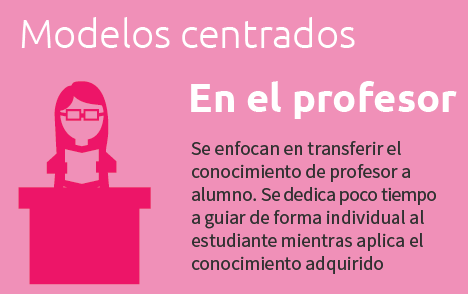 Modelos centrados
En el profesor
Se enfocan en transferir el
conocimiento de profesor a
alumno. Se dedica poco tiempo
a guiar de forma individual al
estudiante mientras aplica el
conocimiento adquirido